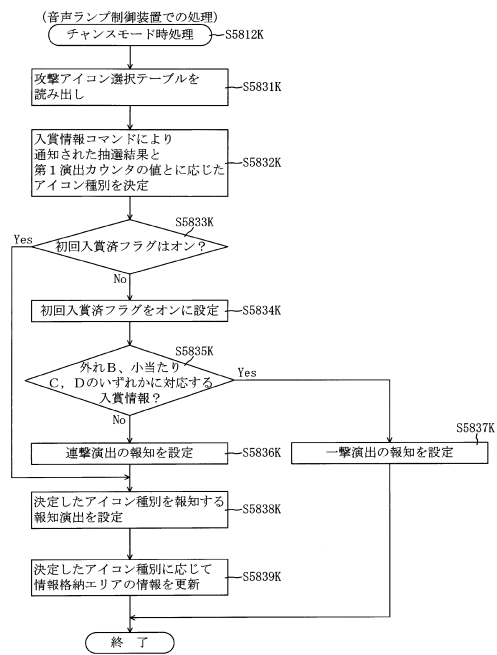 (音声ランプ制御装置での処理)
チャンスモード時処理
S5812K
攻撃アイコン選択テーブルを
読み出し
S5831K
入賞情報コマンドにより
通知された抽選結果と
第1演出カウンタの値とに応じた
アイコン種別を決定
S5832K
S5833K
初回入賞済フラグはオン？
Yes
No
初回入賞済フラグをオンに設定
S5834K
S5835K
外れB、小当たり
C，Dのいずれかに対応する
入賞情報？
Yes
No
連撃演出の報知を設定
S5836K
S5837K
一撃演出の報知を設定
決定したアイコン種別を報知する
報知演出を設定
S5838K
決定したアイコン種別に応じて
情報格納エリアの情報を更新
S5839K
終 了